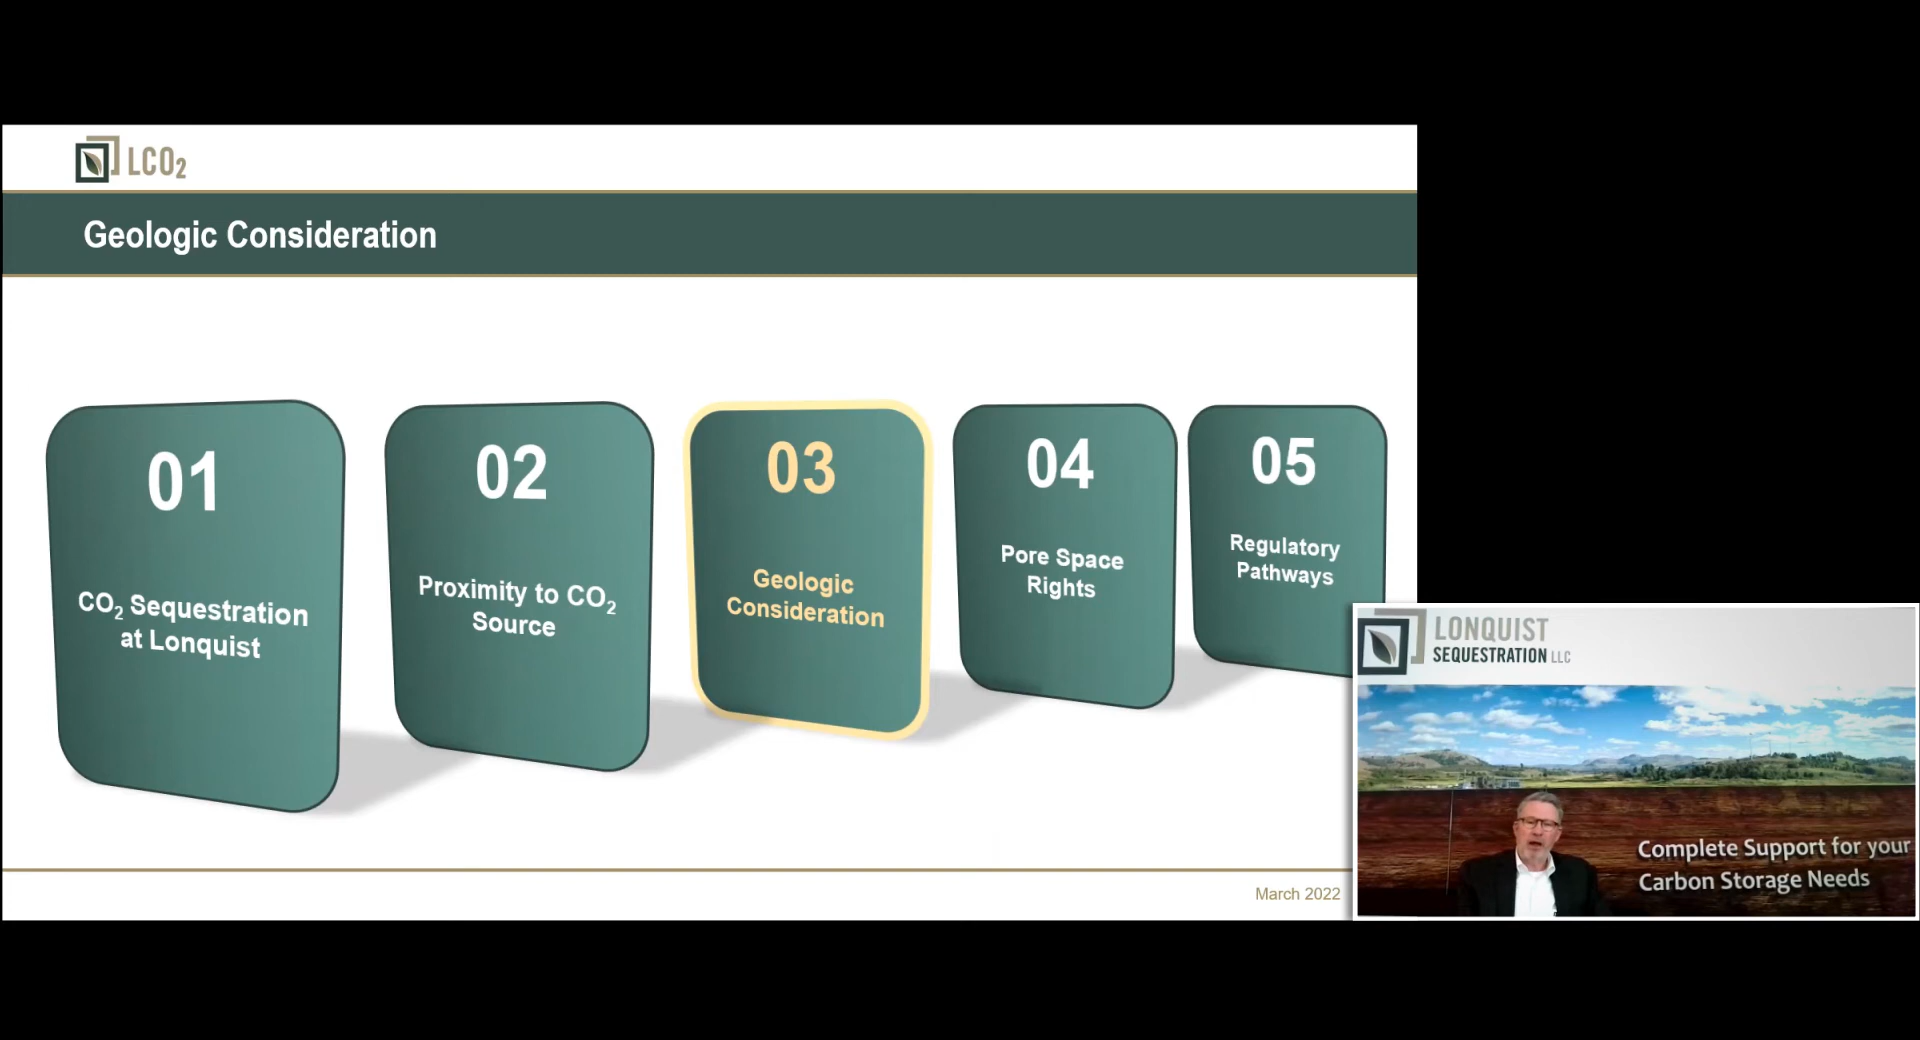 LCO₂
Geologic Consideration
01
CO₂ Sequestration
at Lonquist
02
Proximity to CO₂
Source
03
Geologic
Consideration
04
Pore Space
Rights
05
Regulatory
Pathways
March 2022
LONQUIST
SEQUESTRATION LLC
Complete Support for your
Carbon Storage Needs